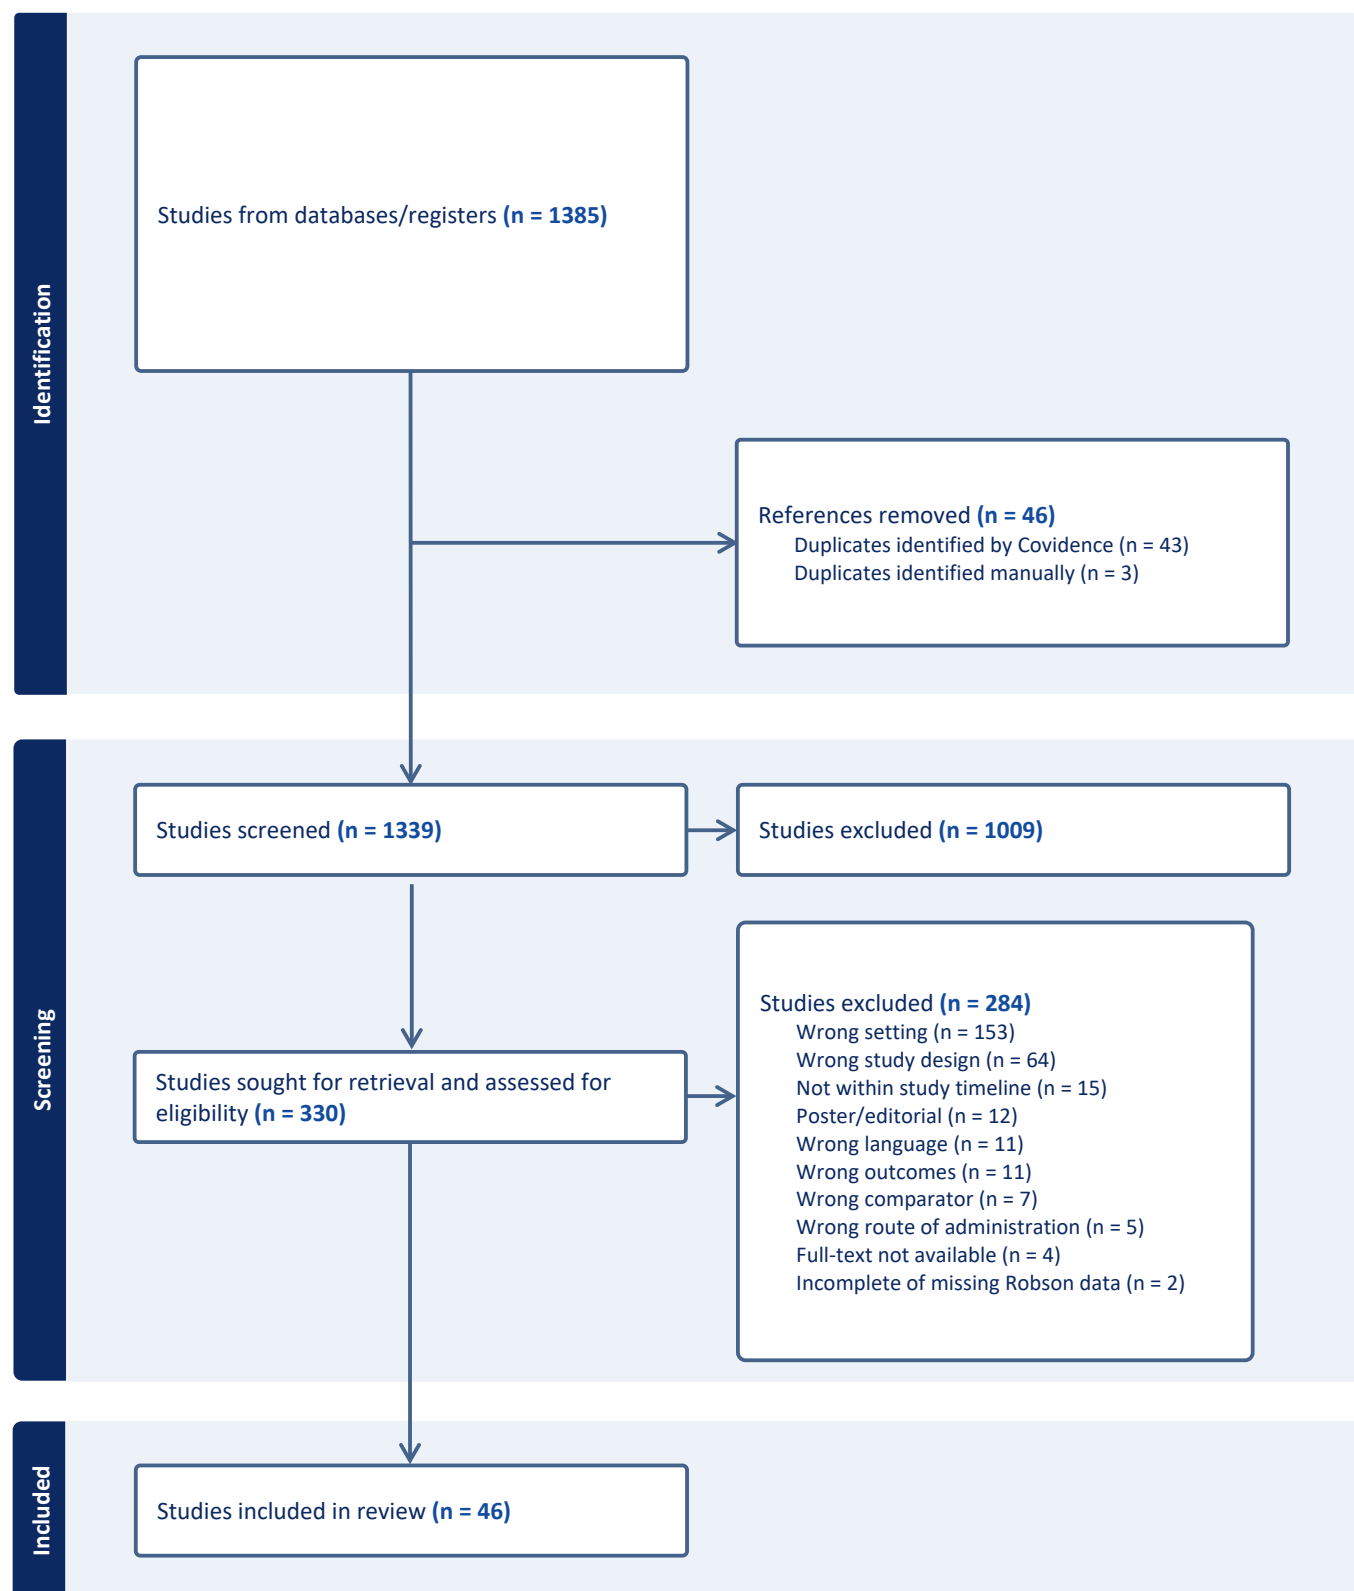 Identification
Studies from databases/registers (n = 1385)
References removed (n = 46)
Duplicates identified by Covidence (n = 43)
Duplicates identified manually (n = 3)
Screening
Studies screened (n = 1339)
Studies excluded (n = 1009)
Studies sought for retrieval and assessed for
eligibility (n = 330)
Studies excluded (n = 284)
Wrong setting (n = 153)
Wrong study design (n = 64)
Not within study timeline (n = 15)
Poster/editorial (n = 12)
Wrong language (n = 11)
Wrong outcomes (n = 11)
Wrong comparator (n = 7)
Wrong route of administration (n = 5)
Full-text not available (n = 4)
Incomplete of missing Robson data (n = 2)
Included
Studies included in review (n = 46)